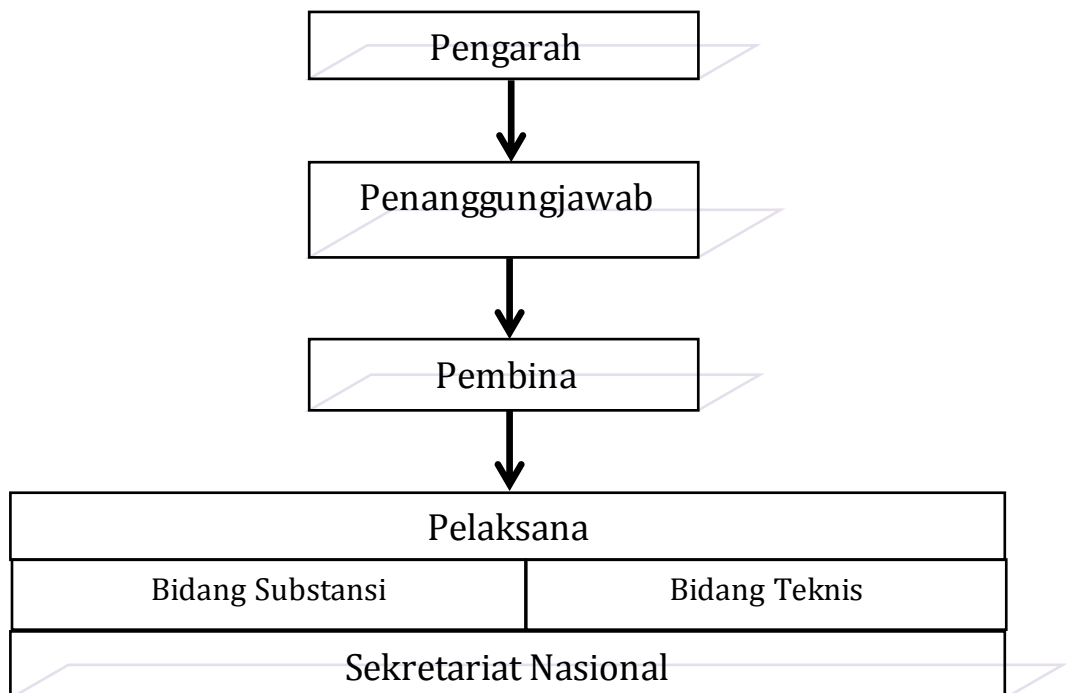 Pengarah
Penanggungjawab
Pembina
Pelaksana
Bidang Substansi
Bidang Teknis
Sekretariat Nasional